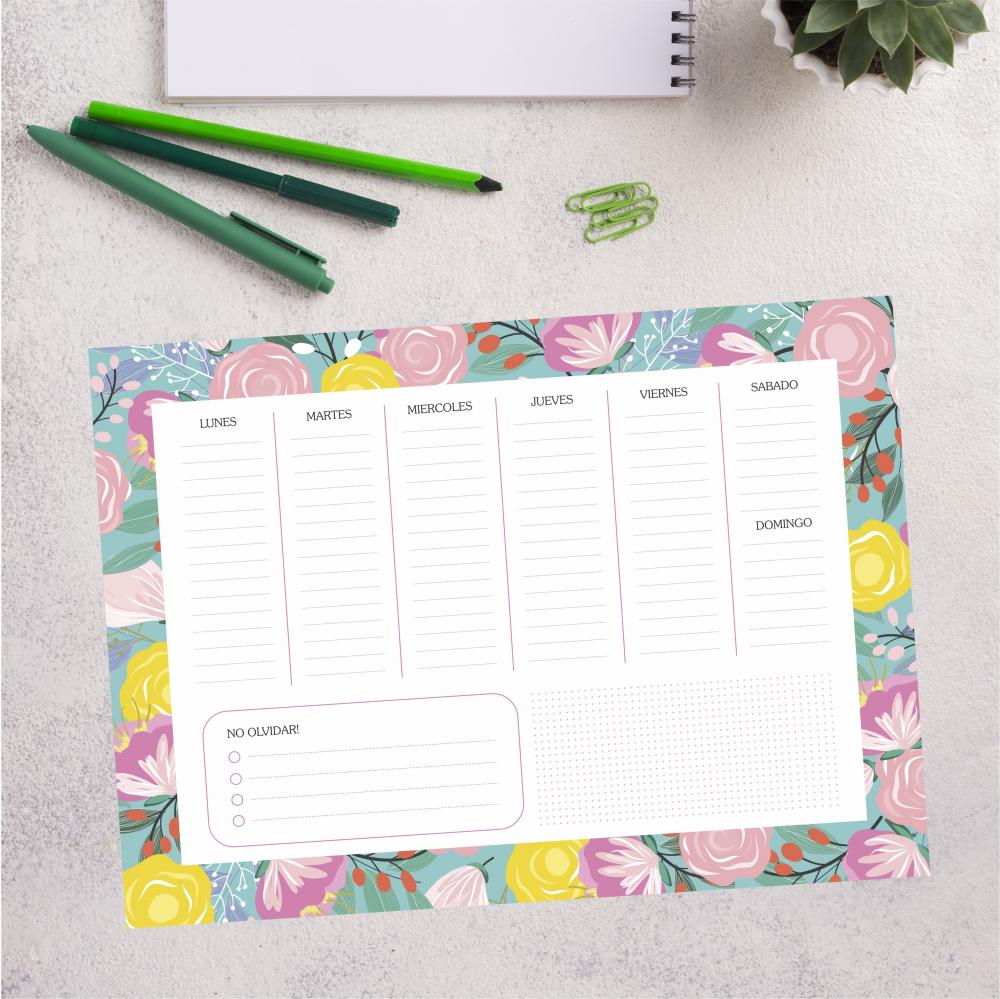 LUNES
MARTES
MIERCOLES
JUEVES
VIERNES
SABADO
DOMINGO
NO OLVIDAR!